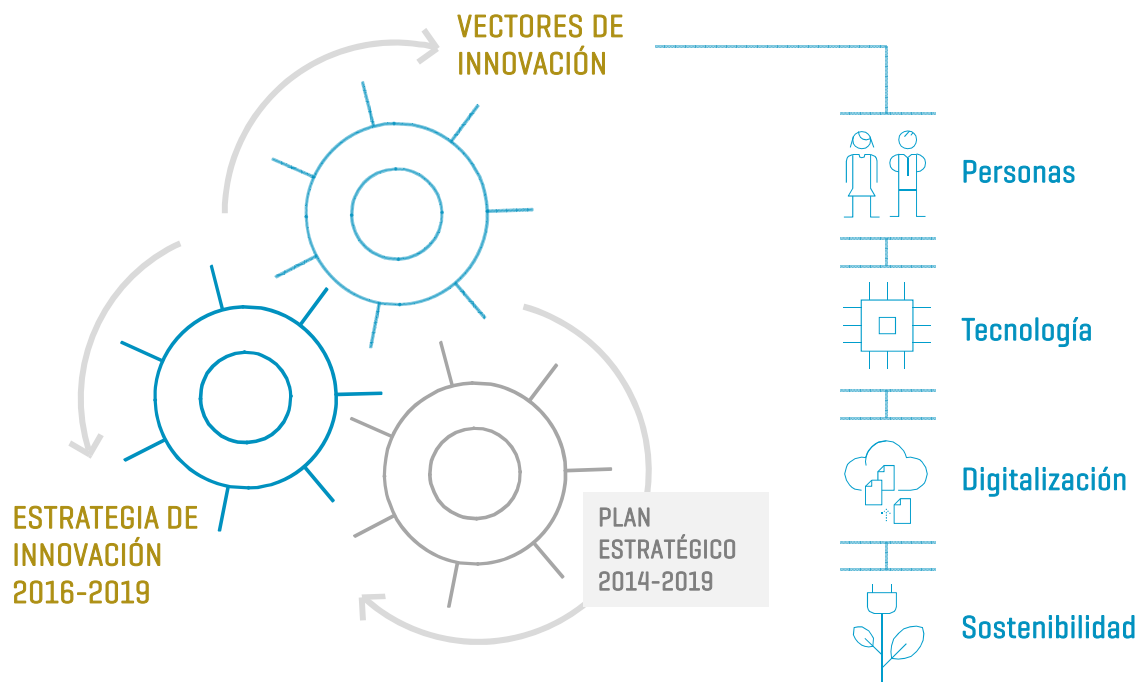 VECTORES DE
INNOVACIÓN
Personas
Tecnología
Digitalización
Sostenibilidad
ESTRATEGIA DE
INNOVACIÓN
2016-2019
PLAN
ESTRATÉGICO
2014-2019